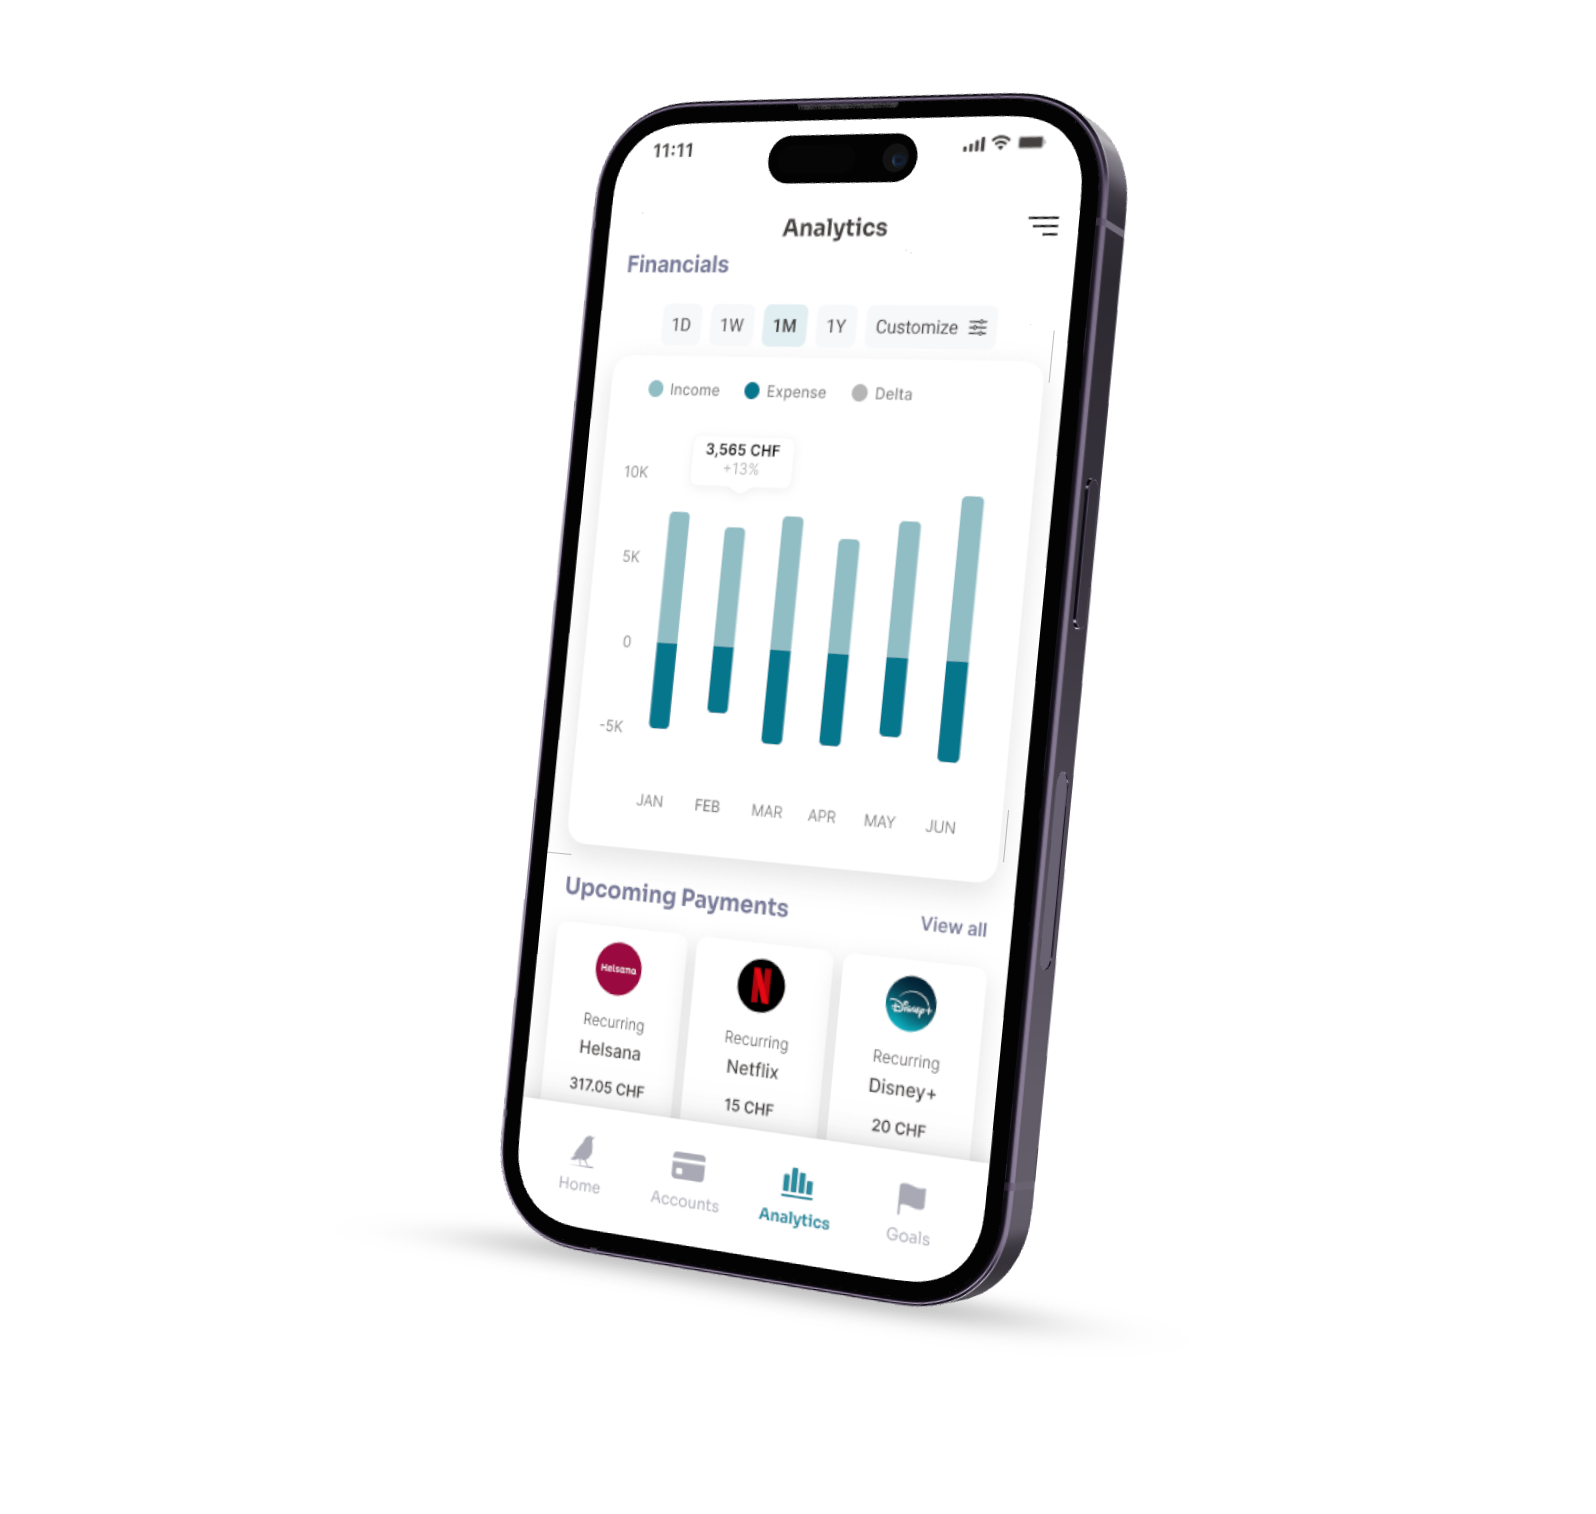 11:11
Analytics
Financials
1D 1W 1M 1Y Customize
Income Expense Delta
3,565 CHF
+13%
10K
5K
0
-5K
JAN FEB MAR APR MAY JUN
Upcoming Payments View all
Helsana N Disney+
Recurring Recurring Recurring
Helsana Netflix Disney+
317.05 CHF 15 CHF 20 CHF
Home Accounts Analytics Goals